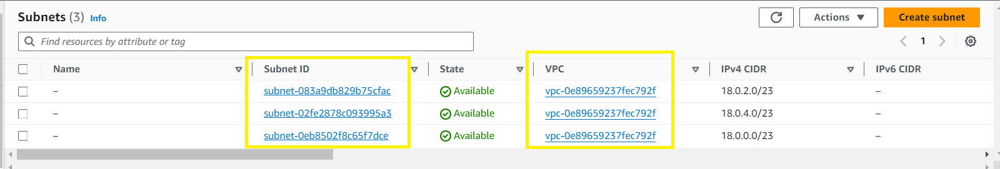 Subnets (3) Info
Actions
Create subnet
Find resources by attribute or tag
1
Name Subnet ID State VPC IPv4 CIDR IPv6 CIDR
– subnet-083a9db829b75cfac Available vpc-0e89659237fec792f 18.0.2.0/23 –
– subnet-02fe2878c093995a3 Available vpc-0e89659237fec792f 18.0.4.0/23 –
– subnet-0eb8502f8c65f7dce Available vpc-0e89659237fec792f 18.0.0.0/23 –